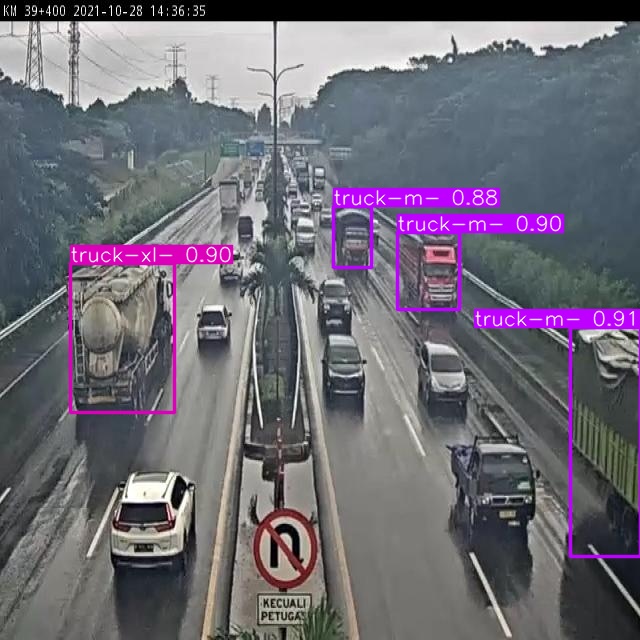 KM 39+400 2021-10-28 14:36:35
truck-m- 0.88
truck-m- 0.90
truck-xl- 0.90
truck-m- 0.91
KECUALI
PETUGAS